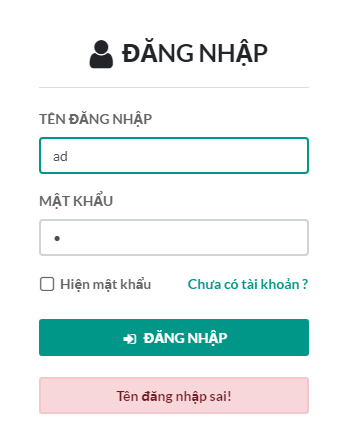 ĐĂNG NHẬP
TÊN ĐĂNG NHẬP
ad
MẬT KHẨU
•
Hiện mật khẩu Chưa có tài khoản ?
ĐĂNG NHẬP
Tên đăng nhập sai!